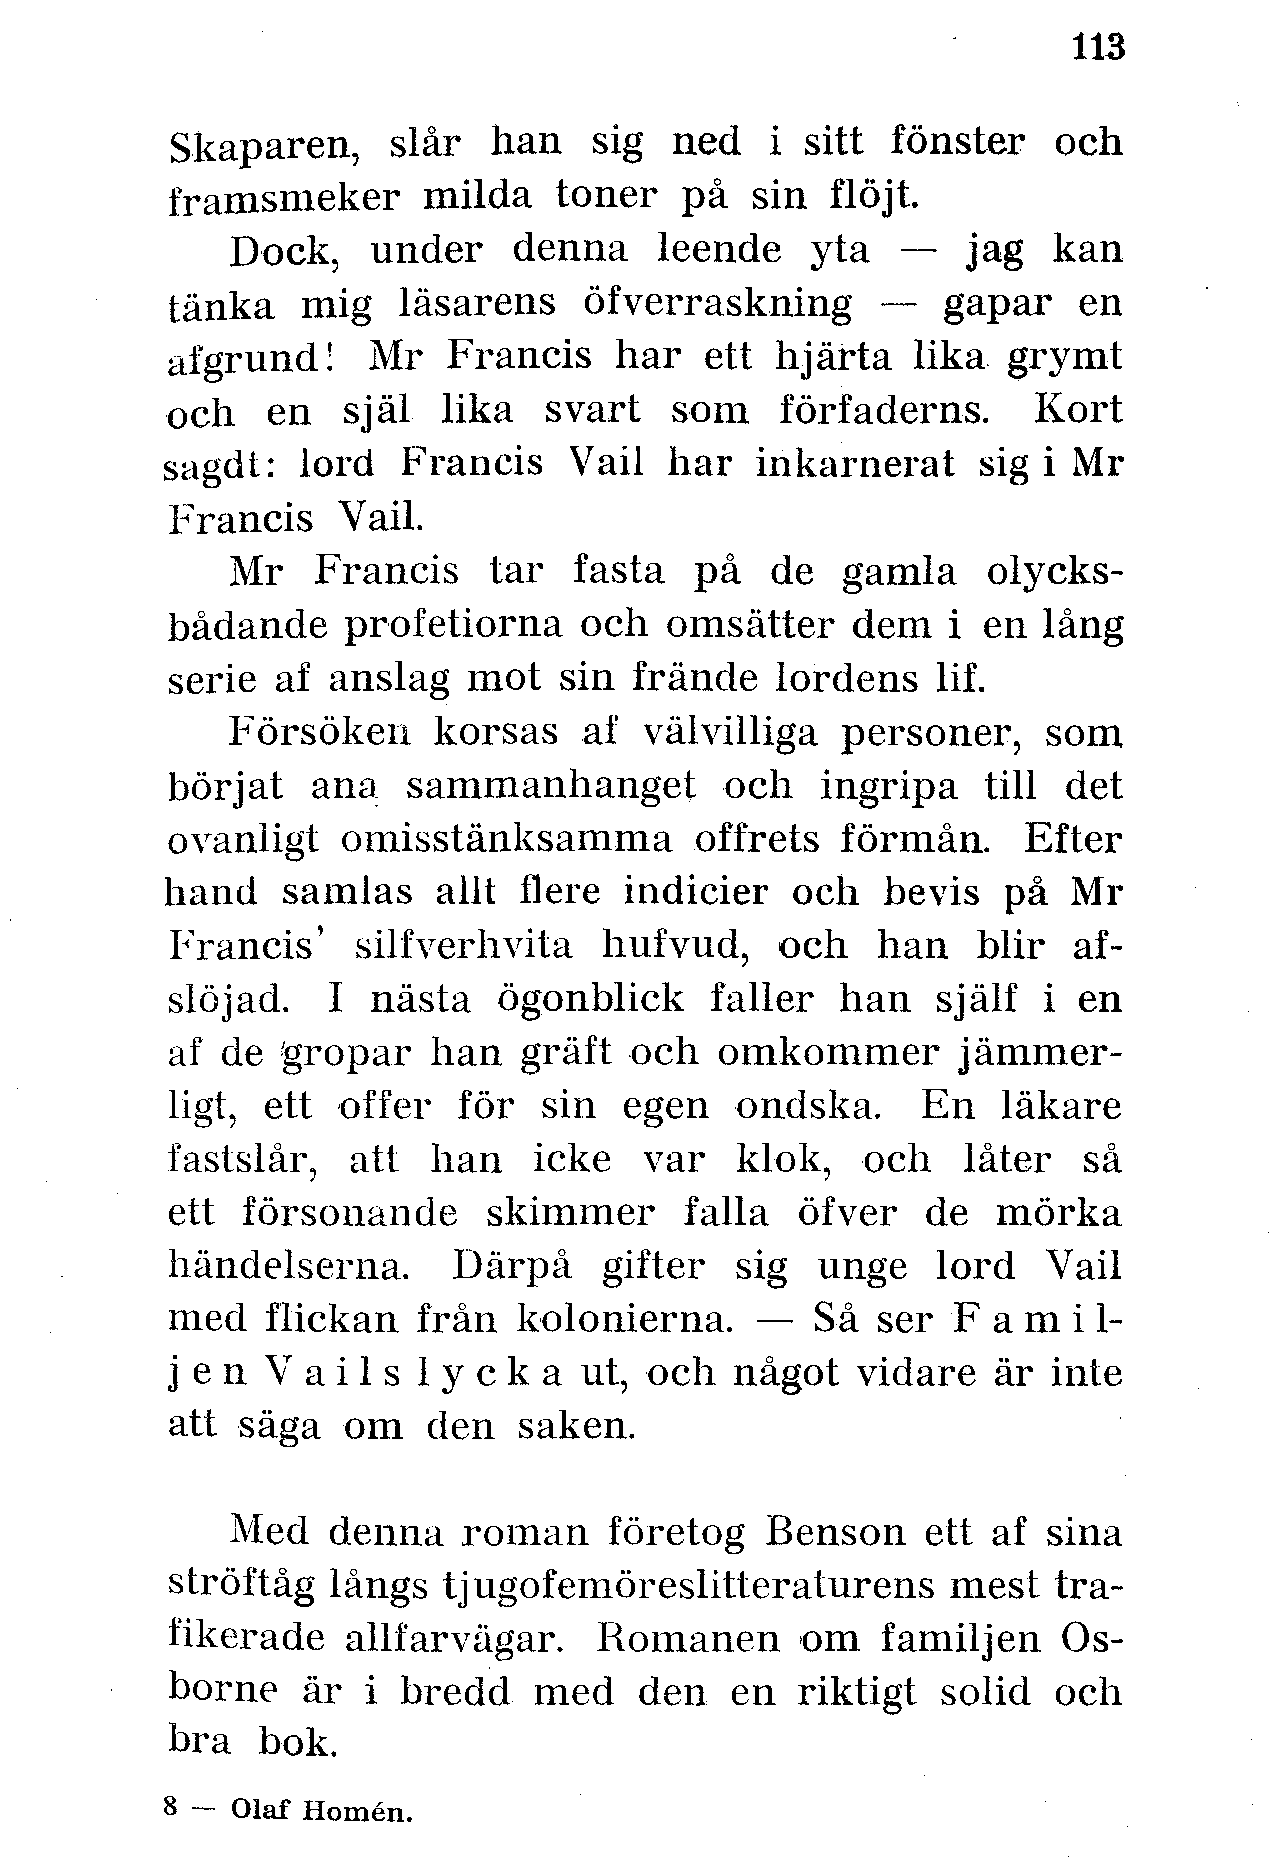 113
Skaparen, slår han sig ned i sitt fönster och
framsmeker milda toner på sin flöjt.
Dock, under denna leende yta — jag kan
tänka mig läsarens öfverraskning — gapar en
afgrund! Mr Francis har ett hjärta lika grymt
och en själ lika svart som förfaderns. Kort
sagdt: lord Francis Vail har inkarnerat sig i Mr
Francis Vail.
Mr Francis tar fasta på de gamla olycks-
bådande profetiorna och omsätter dem i en lång
serie af anslag mot sin frände lordens lif.
Försöken korsas af välvilliga personer, som
börjat ana sammanhanget och ingripa till det
ovanligt omisstänksamma offrets förmån. Efter
hand samlas allt flere indicier och bevis på Mr
Francis' silfverhvita hufvud, och han blir af-
slöjad. I nästa ögonblick faller han själf i en
af de gropar han gräft och omkommer jämmer-
ligt, ett offer för sin egen ondska. En läkare
fastslår, att han icke var klok, och låter så
ett försonande skimmer falla öfver de mörka
händelserna. Därpå gifter sig unge lord Vail
med flickan från kolonierna. — Så ser F a m i l-
j e n V a i l s l y c k a ut, och något vidare är inte
att säga om den saken.
Med denna roman företog Benson ett af sina
ströftåg långs tjugofemöreslitteraturens mest tra-
fikerade allfarvägar. Romanen om familjen Os-
borne är i bredd med den en riktigt solid och
bra bok.
8 — Olaf Homén.